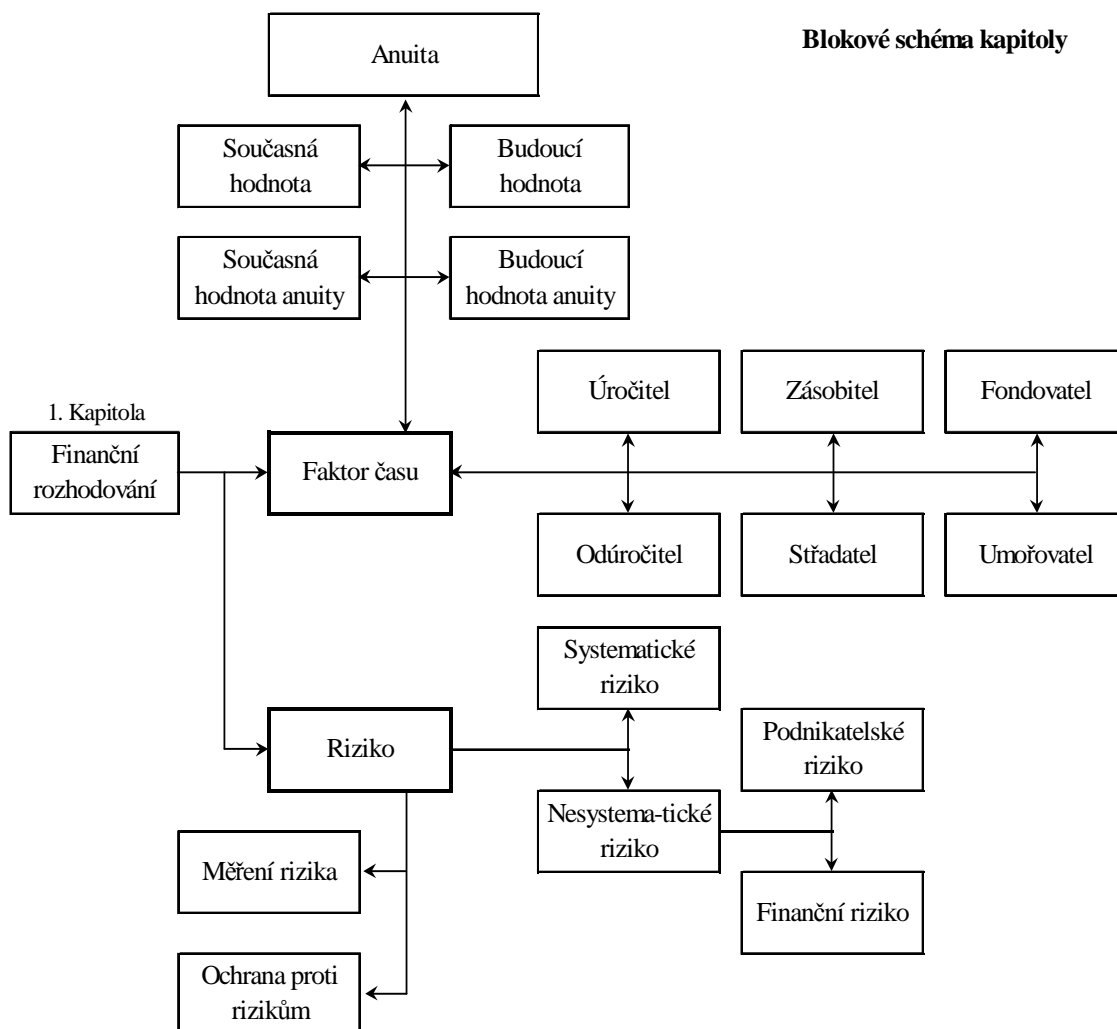 Blokové schéma kapitoly
Anuita
Současná
hodnota
Budoucí
hodnota
Současná
hodnota anuity
Budoucí
hodnota anuity
Úročitel
Zásobitel
Fondovatel
1. Kapitola
Finanční
rozhodování
Faktor času
Odúročitel
Střadatel
Umořovatel
Systematické
riziko
Riziko
Podnikatelské
riziko
Nesystema-tické
riziko
Měření rizika
Finanční riziko
Ochrana proti
rizikům